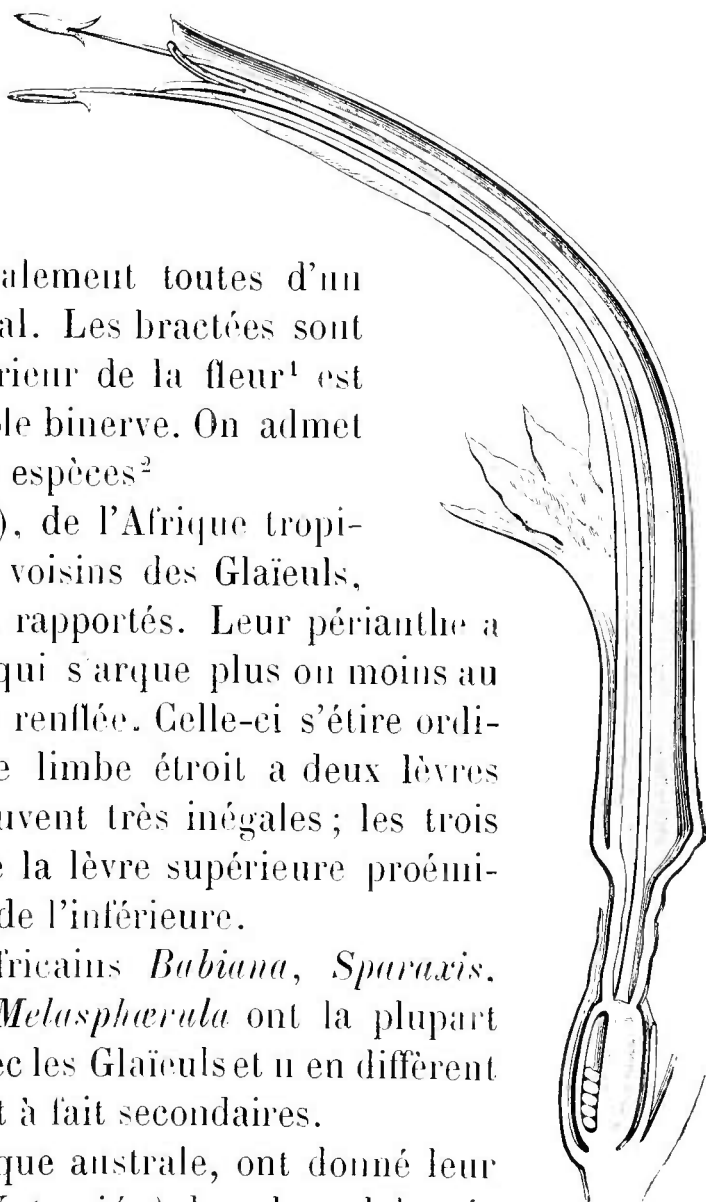 alement toutes d'un
al. Les bractées sont
rieur de la fleur¹ est
le binerve. On admet
espèces²
), de l'Afrique tropi-
voisins des Glaïeuls,
rapportés. Leur périanthe a
qui s'arque plus ou moins au
renflée. Celle-ci s'étire ordi-
e limbe étroit a deux lèvres
uvent très inégales ; les trois
e la lèvre supérieure proémi-
de l'inférieure.
fricains Babiana, Sparaxis,
Melasphærula ont la plupart
ec les Glaïeuls et n en diffèrent
t à fait secondaires.
que australe, ont donné leur